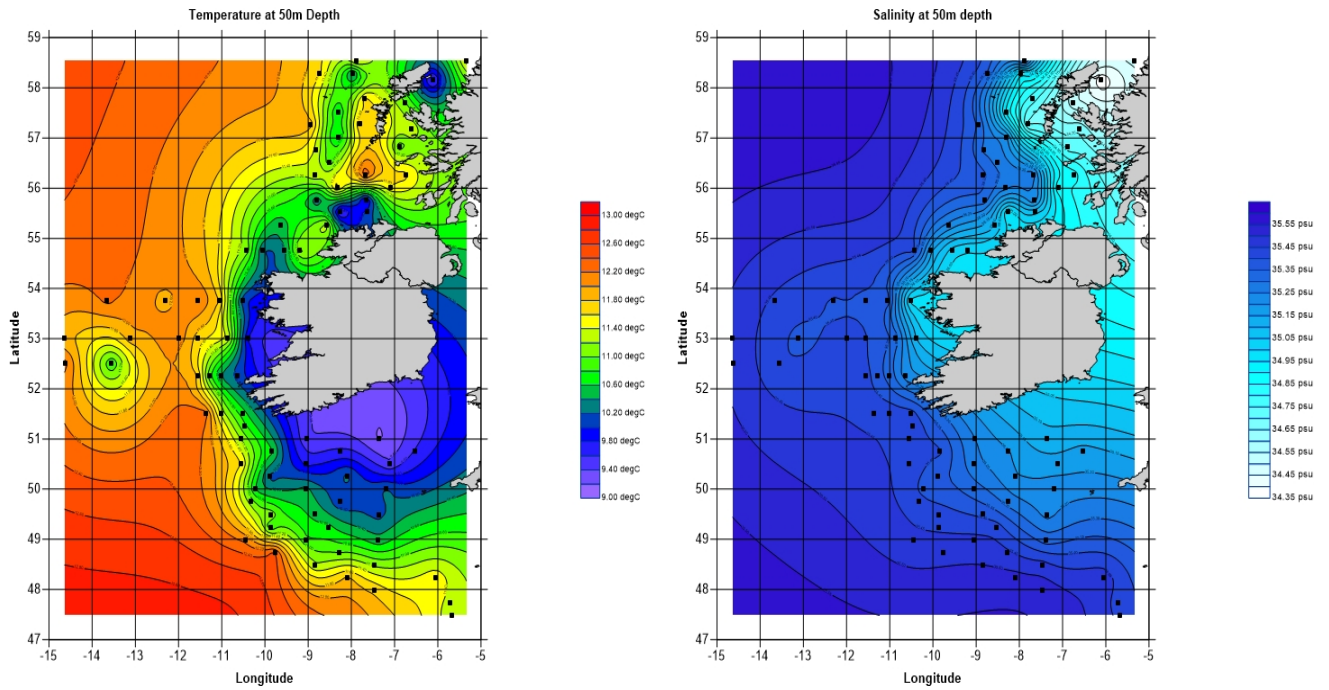 Temperature at 50m Depth
59
58
57
56
55
54
53
52
51
50
49
48
47
Latitude
-15 -14 -13 -12 -11 -10 -9 -8 -7 -6 -5
Longitude
13.00 degC
12.60 degC
12.20 degC
11.80 degC
11.40 degC
11.00 degC
10.60 degC
10.20 degC
9.80 degC
9.40 degC
9.00 degC
Salinity at 50m depth
59
58
57
56
55
54
53
52
51
50
49
48
47
Latitude
-15 -14 -13 -12 -11 -10 -9 -8 -7 -6 -5
Longitude
35.55 psu
35.45 psu
35.35 psu
35.25 psu
35.15 psu
35.05 psu
34.95 psu
34.85 psu
34.75 psu
34.65 psu
34.55 psu
34.45 psu
34.35 psu